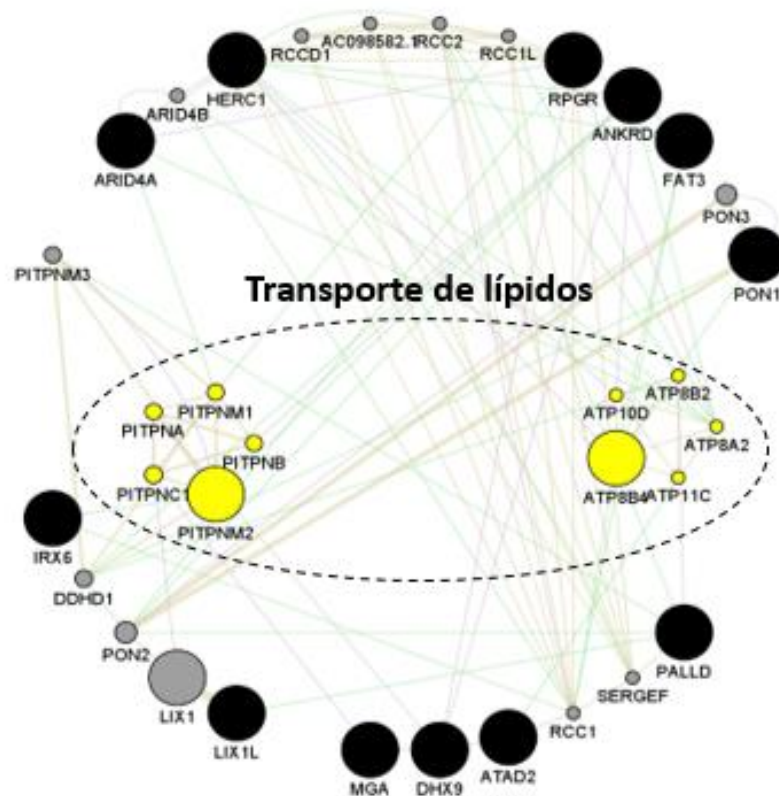 AC098582.1
RCC2
RCCD1
RCC1L
HERC1
RPGR
ARID4B
ANKRD
ARID4A
FAT3
PON3
PITPNM3
PON1
Transporte de lípidos
PITPNM1
ATP8B2
ATP10D
PITPNA
ATP8A2
PITPNB
PITPNC1
ATP8B4
ATP11C
PITPNM2
IRX6
DDHD1
PON2
PALLD
SERGEF
LIX1
RCC1
LIX1L
MGA
DHX9
ATAD2